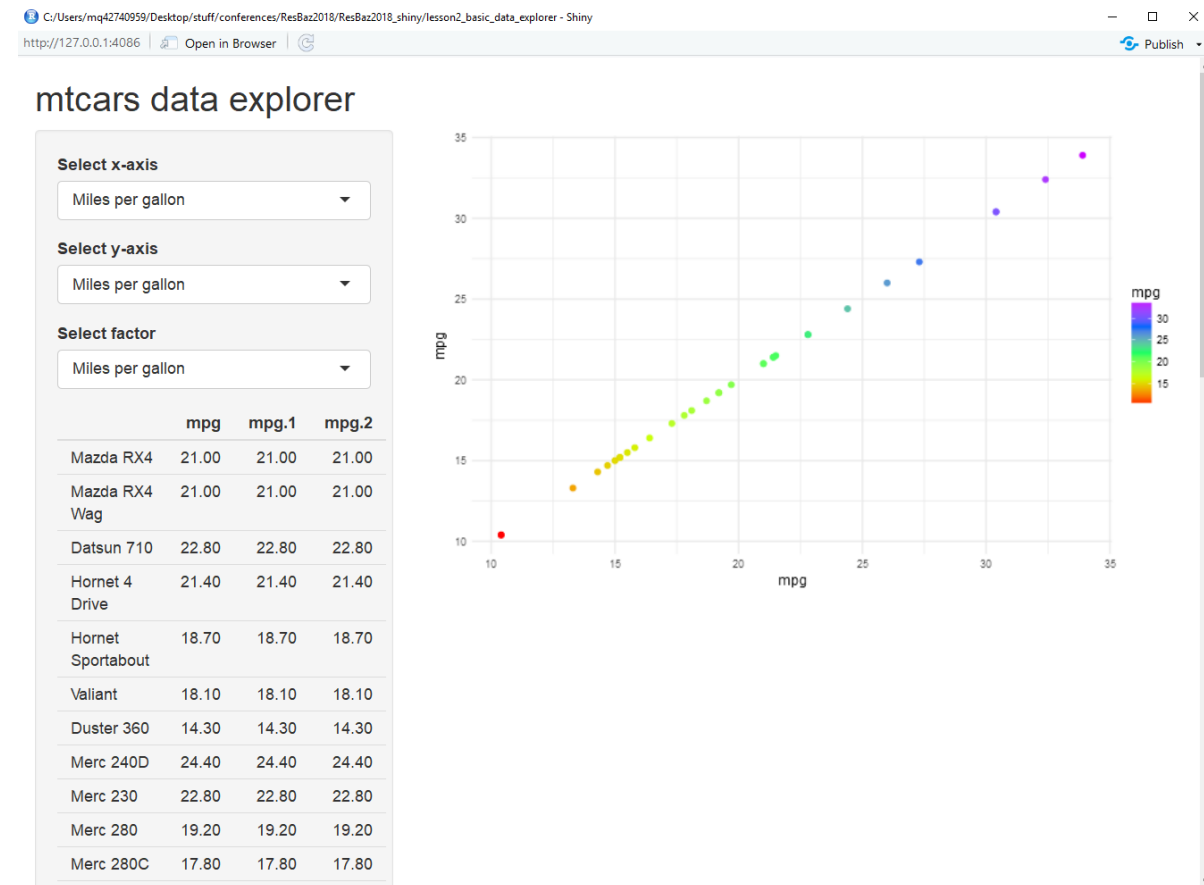 C:/Users/mq42740959/Desktop/stuff/conferences/ResBaz2018/ResBaz2018_shiny/lesson2_basic_data_explorer - Shiny
http://127.0.0.1:4086 Open in Browser Publish
mtcars data explorer
Select x-axis
Miles per gallon
Select y-axis
Miles per gallon
Select factor
Miles per gallon
mpg mpg.1 mpg.2
Mazda RX4 21.00 21.00 21.00
Mazda RX4 21.00 21.00 21.00
Wag
Datsun 710 22.80 22.80 22.80
Hornet 4 21.40 21.40 21.40
Drive
Hornet 18.70 18.70 18.70
Sportabout
Valiant 18.10 18.10 18.10
Duster 360 14.30 14.30 14.30
Merc 240D 24.40 24.40 24.40
Merc 230 22.80 22.80 22.80
Merc 280 19.20 19.20 19.20
Merc 280C 17.80 17.80 17.80
35
30
25
20
15
10
mpg
10 15 20 25 30 35
mpg
mpg
30
25
20
15